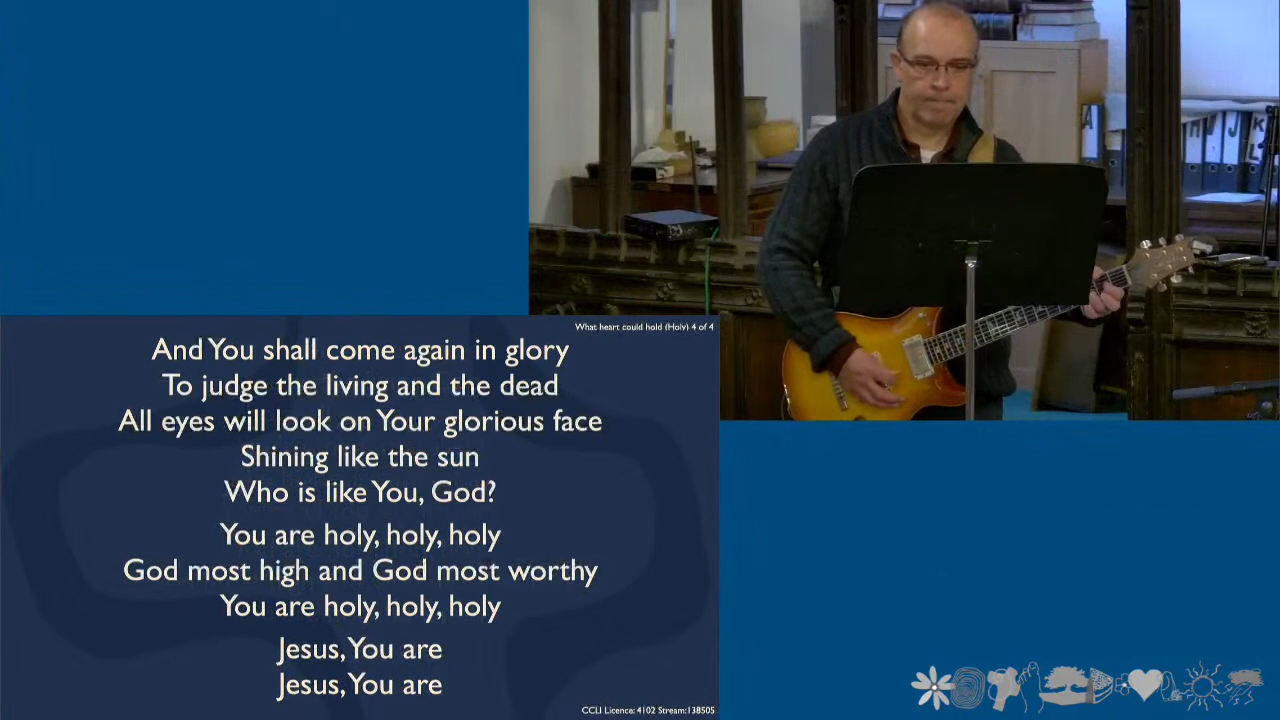 What heart could hold (Holy) 4 of 4
And You shall come again in glory
To judge the living and the dead
All eyes will look on Your glorious face
Shining like the sun
Who is like You, God?
You are holy, holy, holy
God most high and God most worthy
You are holy, holy, holy
Jesus, You are
Jesus, You are
CCLI Licence: 4102 Stream:138505